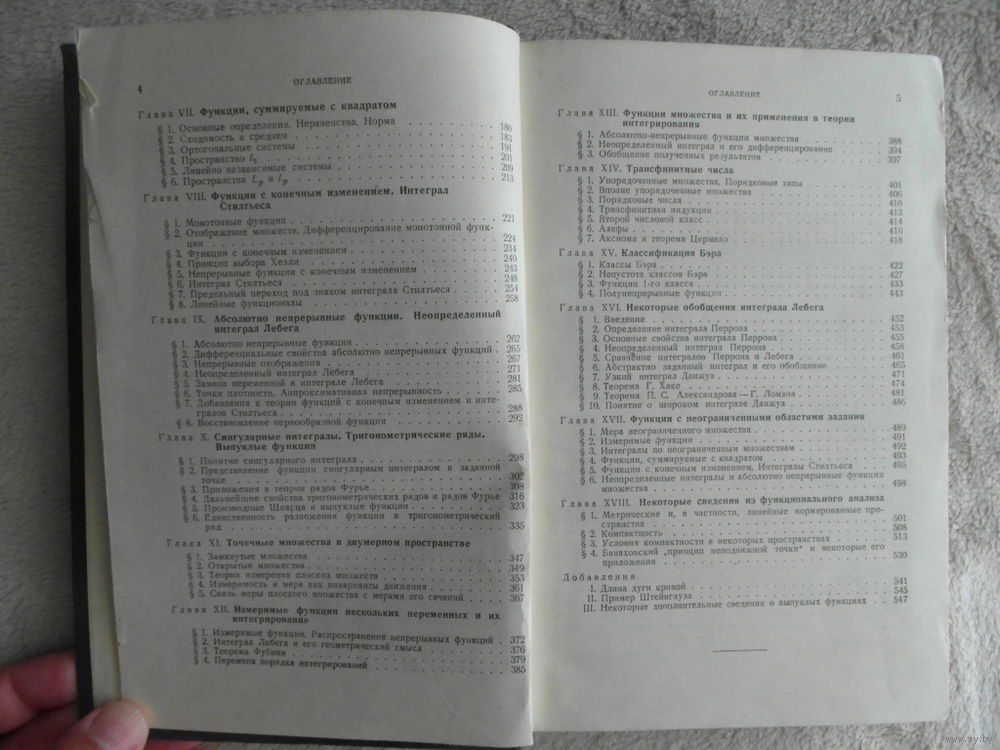 4
ОГЛАВЛЕНИЕ
Глава VII. Функции, суммируемые с квадратом
§ 1. Основные определения. Неравенства. Норма 180
§ 2. Сходимость в среднем 183
§ 3. Ортогональные системы 191
§ 4. Пространство l₂ 201
§ 5. Линейно независимые системы 209
§ 6. Пространства Lₚ и lₚ 213
Глава VIII. Функции с конечным изменением. Интеграл
Стилтьеса
§ 1. Монотонные функции 221
§ 2. Отображение множеств. Дифференцирование монотонной функ-
ции 224
§ 3. Функции с конечным изменением 234
§ 4. Принцип выбора Хелли 240
§ 5. Непрерывные функции с конечным изменением 243
§ 6. Интеграл Стилтьеса 248
§ 7. Предельный переход под знаком интеграла Стилтьеса 254
§ 8. Линейные функционалы 258
Глава IX. Абсолютно непрерывные функции. Неопределенный
интеграл Лебега
§ 1. Абсолютно непрерывные функции 262
§ 2. Дифференциальные свойства абсолютно непрерывных функций 265
§ 3. Непрерывные отображения 267
§ 4. Неопределенный интеграл Лебега 271
§ 5. Замена переменной в интеграле Лебега 281
§ 6. Точки плотности. Аппроксимативная непрерывность 285
§ 7. Добавления к теории функций с конечным изменением и инте-
гралов Стилтьеса 288
§ 8. Восстановление первообразной функции 292
Глава X. Сингулярные интегралы. Тригонометрические ряды.
Выпуклые функции
§ 1. Понятие сингулярного интеграла 298
§ 2. Представление функции сингулярным интегралом в заданной
точке 302
§ 3. Приложения в теории рядов Фурье 308
§ 4. Дальнейшие свойства тригонометрических рядов и рядов Фурье 316
§ 5. Производные Шварца и выпуклые функции 323
§ 6. Единственность разложения функции в тригонометрический
ряд 335
Глава XI. Точечные множества в двумерном пространстве
§ 1. Замкнутые множества 347
§ 2. Открытые множества 349
§ 3. Теория измерения плоских множеств 353
§ 4. Измеримость и мера как инварианты движения 361
§ 5. Связь меры плоского множества с мерами его сечений 367
Глава XII. Измеримые функции нескольких переменных и их
интегрирование
§ 1. Измеримые функции. Распространение непрерывных функций 372
§ 2. Интеграл Лебега и его геометрический смысл 376
§ 3. Теорема Фубини 379
§ 4. Перемена порядка интегрирований 385
ОГЛАВЛЕНИЕ
5
Глава XIII. Функции множества и их применения в теории
интегрирования
§ 1. Абсолютно-непрерывные функции множества 388
§ 2. Неопределенный интеграл и его дифференцирование 394
§ 3. Обобщение полученных результатов 397
Глава XIV. Трансфинитные числа
§ 1. Упорядоченные множества. Порядковые типы 401
§ 2. Вполне упорядоченные множества 406
§ 3. Порядковые числа 410
§ 4. Трансфинитная индукция 413
§ 5. Второй числовой класс 414
§ 6. Алефы 416
§ 7. Аксиома и теорема Цермело 418
Глава XV. Классификация Бэра
§ 1. Классы Бэра 422
§ 2. Непустота классов Бэра 427
§ 3. Функции 1-го класса 433
§ 4. Полунепрерывные функции 443
Глава XVI. Некоторые обобщения интеграла Лебега
§ 1. Введение 452
§ 2. Определение интеграла Перрона 453
§ 3. Основные свойства интеграла Перрона 455
§ 4. Неопределенный интеграл Перрона 458
§ 5. Сравнение интегралов Перрона и Лебега 461
§ 6. Абстрактно заданный интеграл и его обобщение 465
§ 7. Узкий интеграл Данжуа 471
§ 8. Теорема Г. Хаке 474
§ 9. Теорема П. С. Александрова — Г. Ломана 481
§ 10. Понятие о широком интеграле Данжуа 486
Глава XVII. Функции с неограниченными областями задания
§ 1. Мера неограниченного множества 489
§ 2. Измеримые функции 491
§ 3. Интегралы по неограниченным множествам 492
§ 4. Функции, суммируемые с квадратом 493
§ 5. Функции с конечным изменением. Интегралы Стилтьеса 495
§ 6. Неопределенные интегралы и абсолютно непрерывные функции
множества 498
Глава XVIII. Некоторые сведения из функционального анализа
§ 1. Метрические и, в частности, линейные нормированные про-
странства 501
§ 2. Компактность 508
§ 3. Условия компактности в некоторых пространствах 513
§ 4. Банаховский „принцип неподвижной точки“ и некоторые его
приложения 530
Добавления
I. Длина дуги кривой 541
II. Пример Штейнгауза 545
III. Некоторые дополнительные сведения о выпуклых функциях 547
www.ay.by